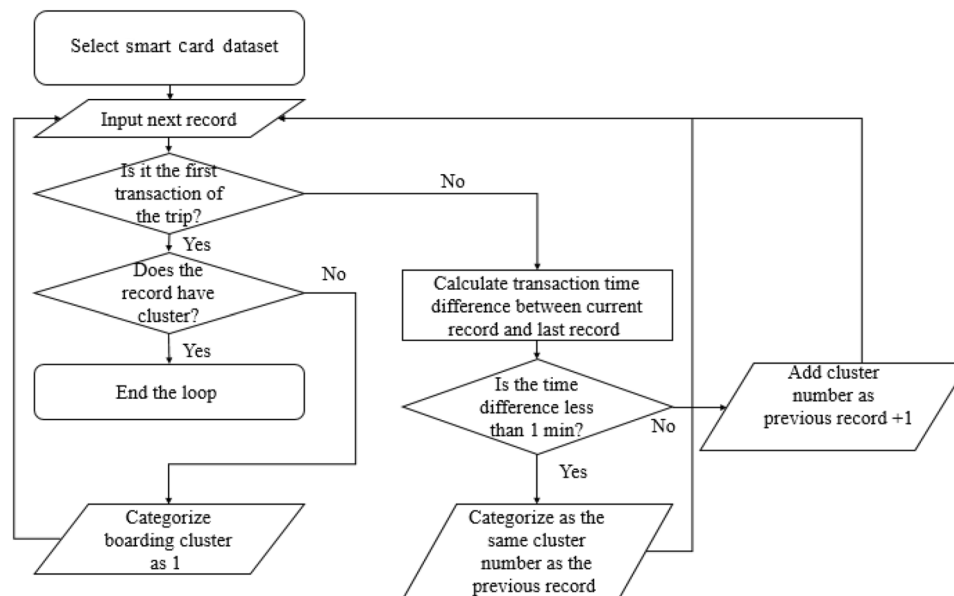 Select smart card dataset
Input next record
Is it the first
transaction of
the trip?
No
Yes
Does the
record have
cluster?
No
Yes
End the loop
Categorize
boarding cluster
as 1
Calculate transaction time
difference between current
record and last record
Is the time
difference less
than 1 min?
No
Yes
Add cluster
number as
previous record +1
Categorize as the
same cluster
number as the
previous record